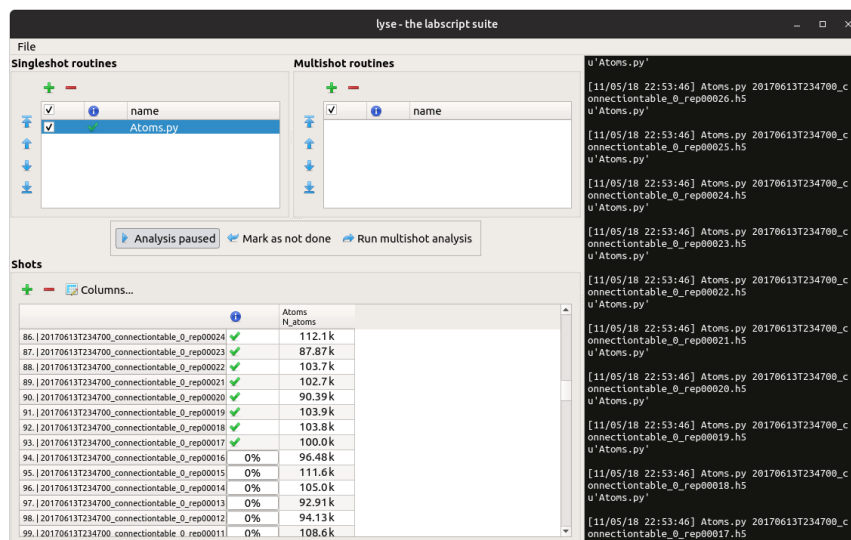 lyse - the labscript suite
File
Singleshot routines
name
Atoms.py
Multishot routines
name
Analysis paused
Mark as not done
Run multishot analysis
Shots
Columns...
Atoms
N_atoms
86. | 20170613T234700_connectiontable_0_rep00024 112.1k
87. | 20170613T234700_connectiontable_0_rep00023 87.87k
88. | 20170613T234700_connectiontable_0_rep00022 103.7k
89. | 20170613T234700_connectiontable_0_rep00021 102.7k
90. | 20170613T234700_connectiontable_0_rep00020 90.39k
91. | 20170613T234700_connectiontable_0_rep00019 103.9k
92. | 20170613T234700_connectiontable_0_rep00018 103.8k
93. | 20170613T234700_connectiontable_0_rep00017 100.0k
94. | 20170613T234700_connectiontable_0_rep00016 0% 96.48k
95. | 20170613T234700_connectiontable_0_rep00015 0% 111.6k
96. | 20170613T234700_connectiontable_0_rep00014 0% 105.0k
97. | 20170613T234700_connectiontable_0_rep00013 0% 92.91k
98. | 20170613T234700_connectiontable_0_rep00012 0% 94.13k
99. | 20170613T234700_connectiontable_0_rep00011 0% 108.6k
u'Atoms.py'
[11/05/18 22:53:46] Atoms.py 20170613T234700_c
onnectiontable_0_rep00026.h5
u'Atoms.py'
[11/05/18 22:53:46] Atoms.py 20170613T234700_c
onnectiontable_0_rep00025.h5
u'Atoms.py'
[11/05/18 22:53:46] Atoms.py 20170613T234700_c
onnectiontable_0_rep00024.h5
u'Atoms.py'
[11/05/18 22:53:46] Atoms.py 20170613T234700_c
onnectiontable_0_rep00023.h5
u'Atoms.py'
[11/05/18 22:53:46] Atoms.py 20170613T234700_c
onnectiontable_0_rep00022.h5
u'Atoms.py'
[11/05/18 22:53:46] Atoms.py 20170613T234700_c
onnectiontable_0_rep00021.h5
u'Atoms.py'
[11/05/18 22:53:46] Atoms.py 20170613T234700_c
onnectiontable_0_rep00020.h5
u'Atoms.py'
[11/05/18 22:53:46] Atoms.py 20170613T234700_c
onnectiontable_0_rep00019.h5
u'Atoms.py'
[11/05/18 22:53:46] Atoms.py 20170613T234700_c
onnectiontable_0_rep00018.h5
u'Atoms.py'
[11/05/18 22:53:46] Atoms.py 20170613T234700_c
onnectiontable_0_rep00017.h5